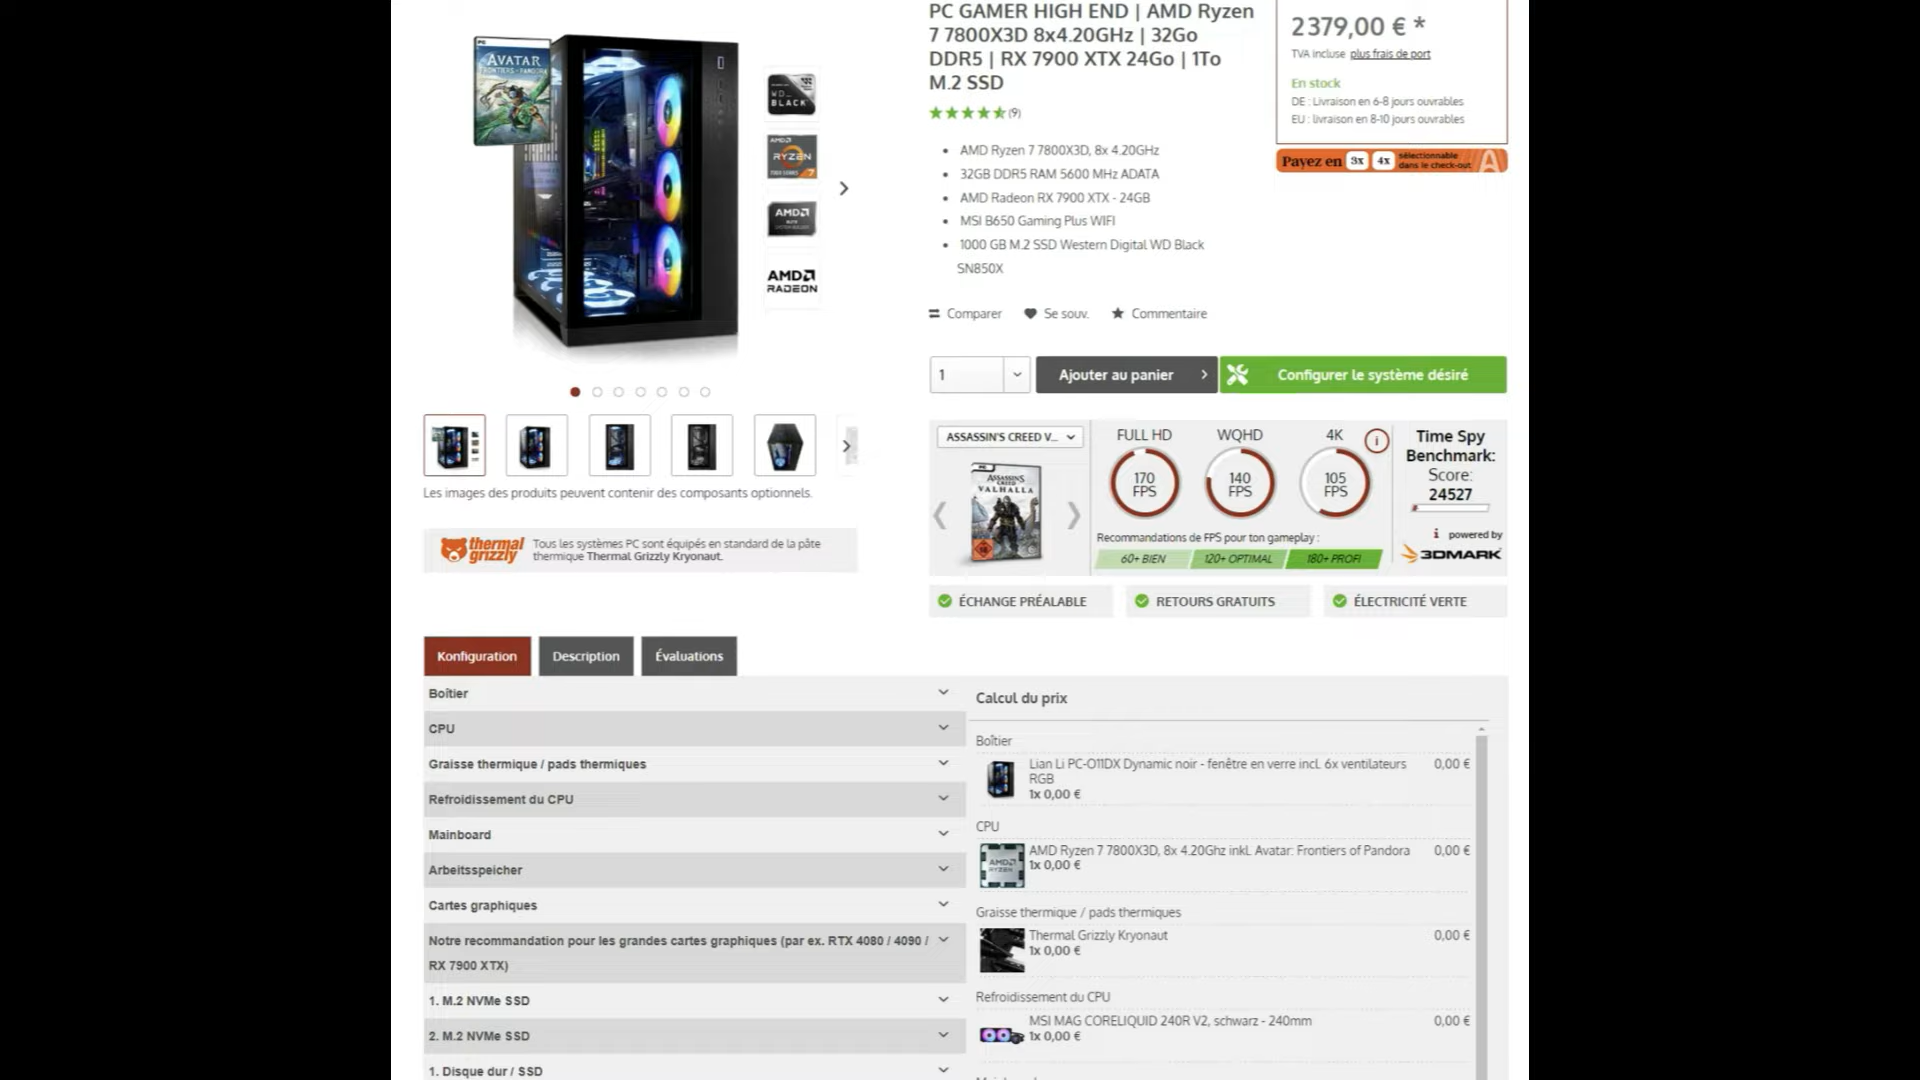 PC
AVATAR
FRONTIERS OF PANDORA
WD_
BLACK
AMD
RYZEN
7
AMD
AMD
RADEON
PC GAMER HIGH END | AMD Ryzen
7 7800X3D 8x4.20GHz | 32Go
DDR5 | RX 7900 XTX 24Go | 1To
M.2 SSD
(9)
AMD Ryzen 7 7800X3D, 8x 4.20GHz
32GB DDR5 RAM 5600 MHz ADATA
AMD Radeon RX 7900 XTX - 24GB
MSI B650 Gaming Plus WIFI
1000 GB M.2 SSD Western Digital WD Black
SN850X
2 379,00 € *
TVA incluse plus frais de port
En stock
DE : Livraison en 6-8 jours ouvrables
EU : livraison en 8-10 jours ouvrables
Payez en 3x 4x sélectionnable
dans le check-out
Comparer Se souv. Commentaire
1
Ajouter au panier
Configurer le système désiré
Les images des produits peuvent contenir des composants optionnels.
thermal
grizzly
Tous les systèmes PC sont équipés en standard de la pâte
thermique Thermal Grizzly Kryonaut.
ASSASSIN'S CREED V...
PC
ASSASSIN'S
CREED
VALHALLA
18
FULL HD WQHD 4K
170
FPS
140
FPS
105
FPS
i
Recommandations de FPS pour ton gameplay :
60+ BIEN 120+ OPTIMAL 180+ PROFI
Time Spy
Benchmark:
Score:
24527
i powered by
3DMARK
ÉCHANGE PRÉALABLE
RETOURS GRATUITS
ÉLECTRICITÉ VERTE
Konfiguration Description Évaluations
Boîtier
CPU
Graisse thermique / pads thermiques
Refroidissement du CPU
Mainboard
Arbeitsspeicher
Cartes graphiques
Notre recommandation pour les grandes cartes graphiques (par ex. RTX 4080 / 4090 /
RX 7900 XTX)
1. M.2 NVMe SSD
2. M.2 NVMe SSD
1. Disque dur / SSD
Calcul du prix
Boîtier
Lian Li PC-O11DX Dynamic noir - fenêtre en verre incl. 6x ventilateurs
RGB
1x 0,00 €
0,00 €
CPU
AMD
RYZEN
AMD Ryzen 7 7800X3D, 8x 4.20Ghz inkl. Avatar: Frontiers of Pandora
1x 0,00 €
0,00 €
Graisse thermique / pads thermiques
Thermal Grizzly Kryonaut
1x 0,00 €
0,00 €
Refroidissement du CPU
MSI MAG CORELIQUID 240R V2, schwarz - 240mm
1x 0,00 €
0,00 €